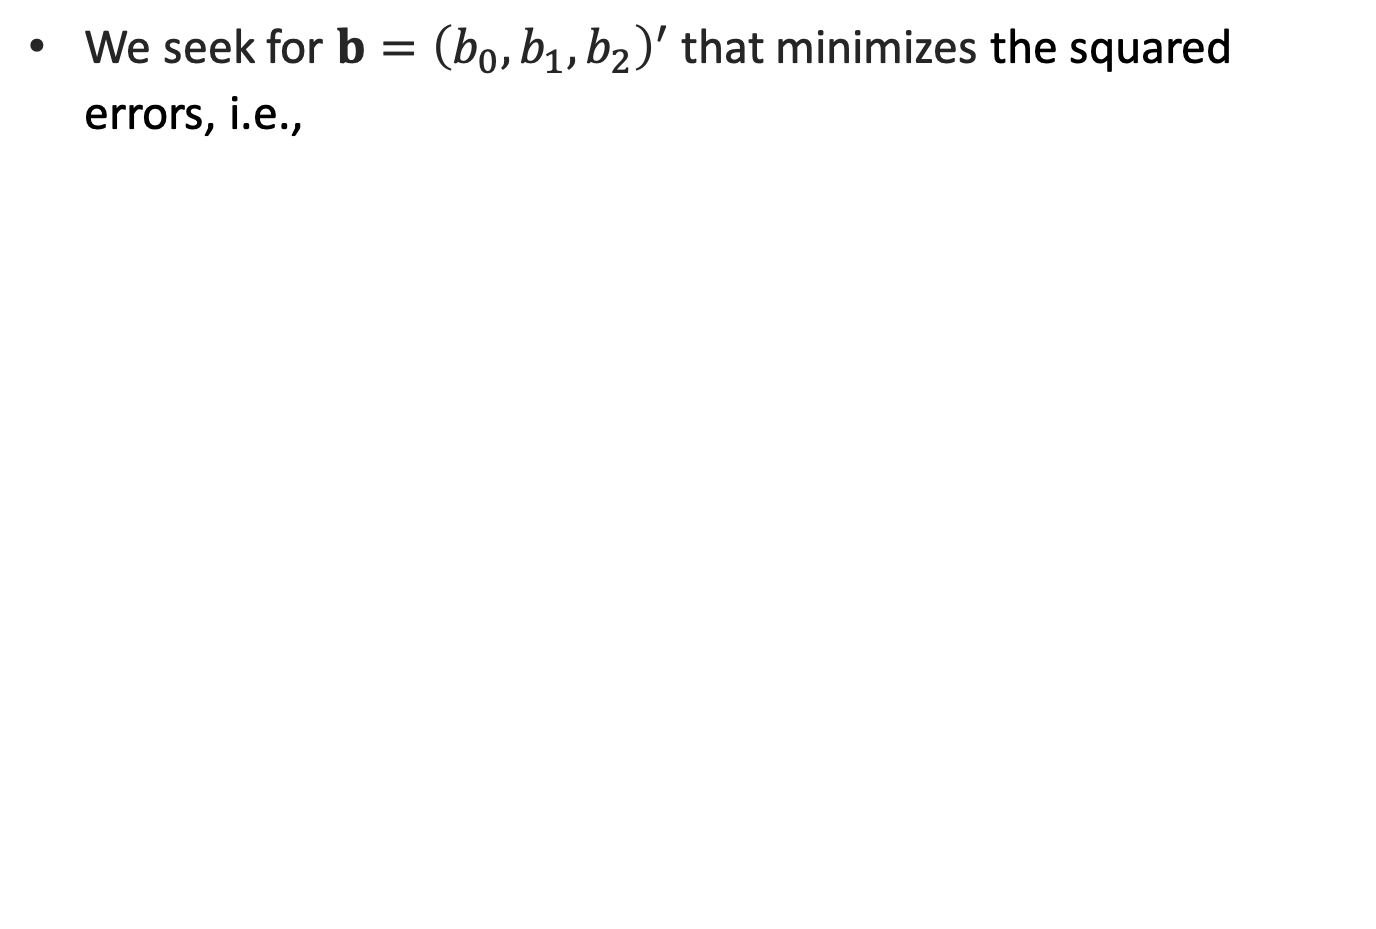 • We seek for 𝐛 = (𝑏₀, 𝑏₁, 𝑏₂)′ that minimizes the squared
errors, i.e.,